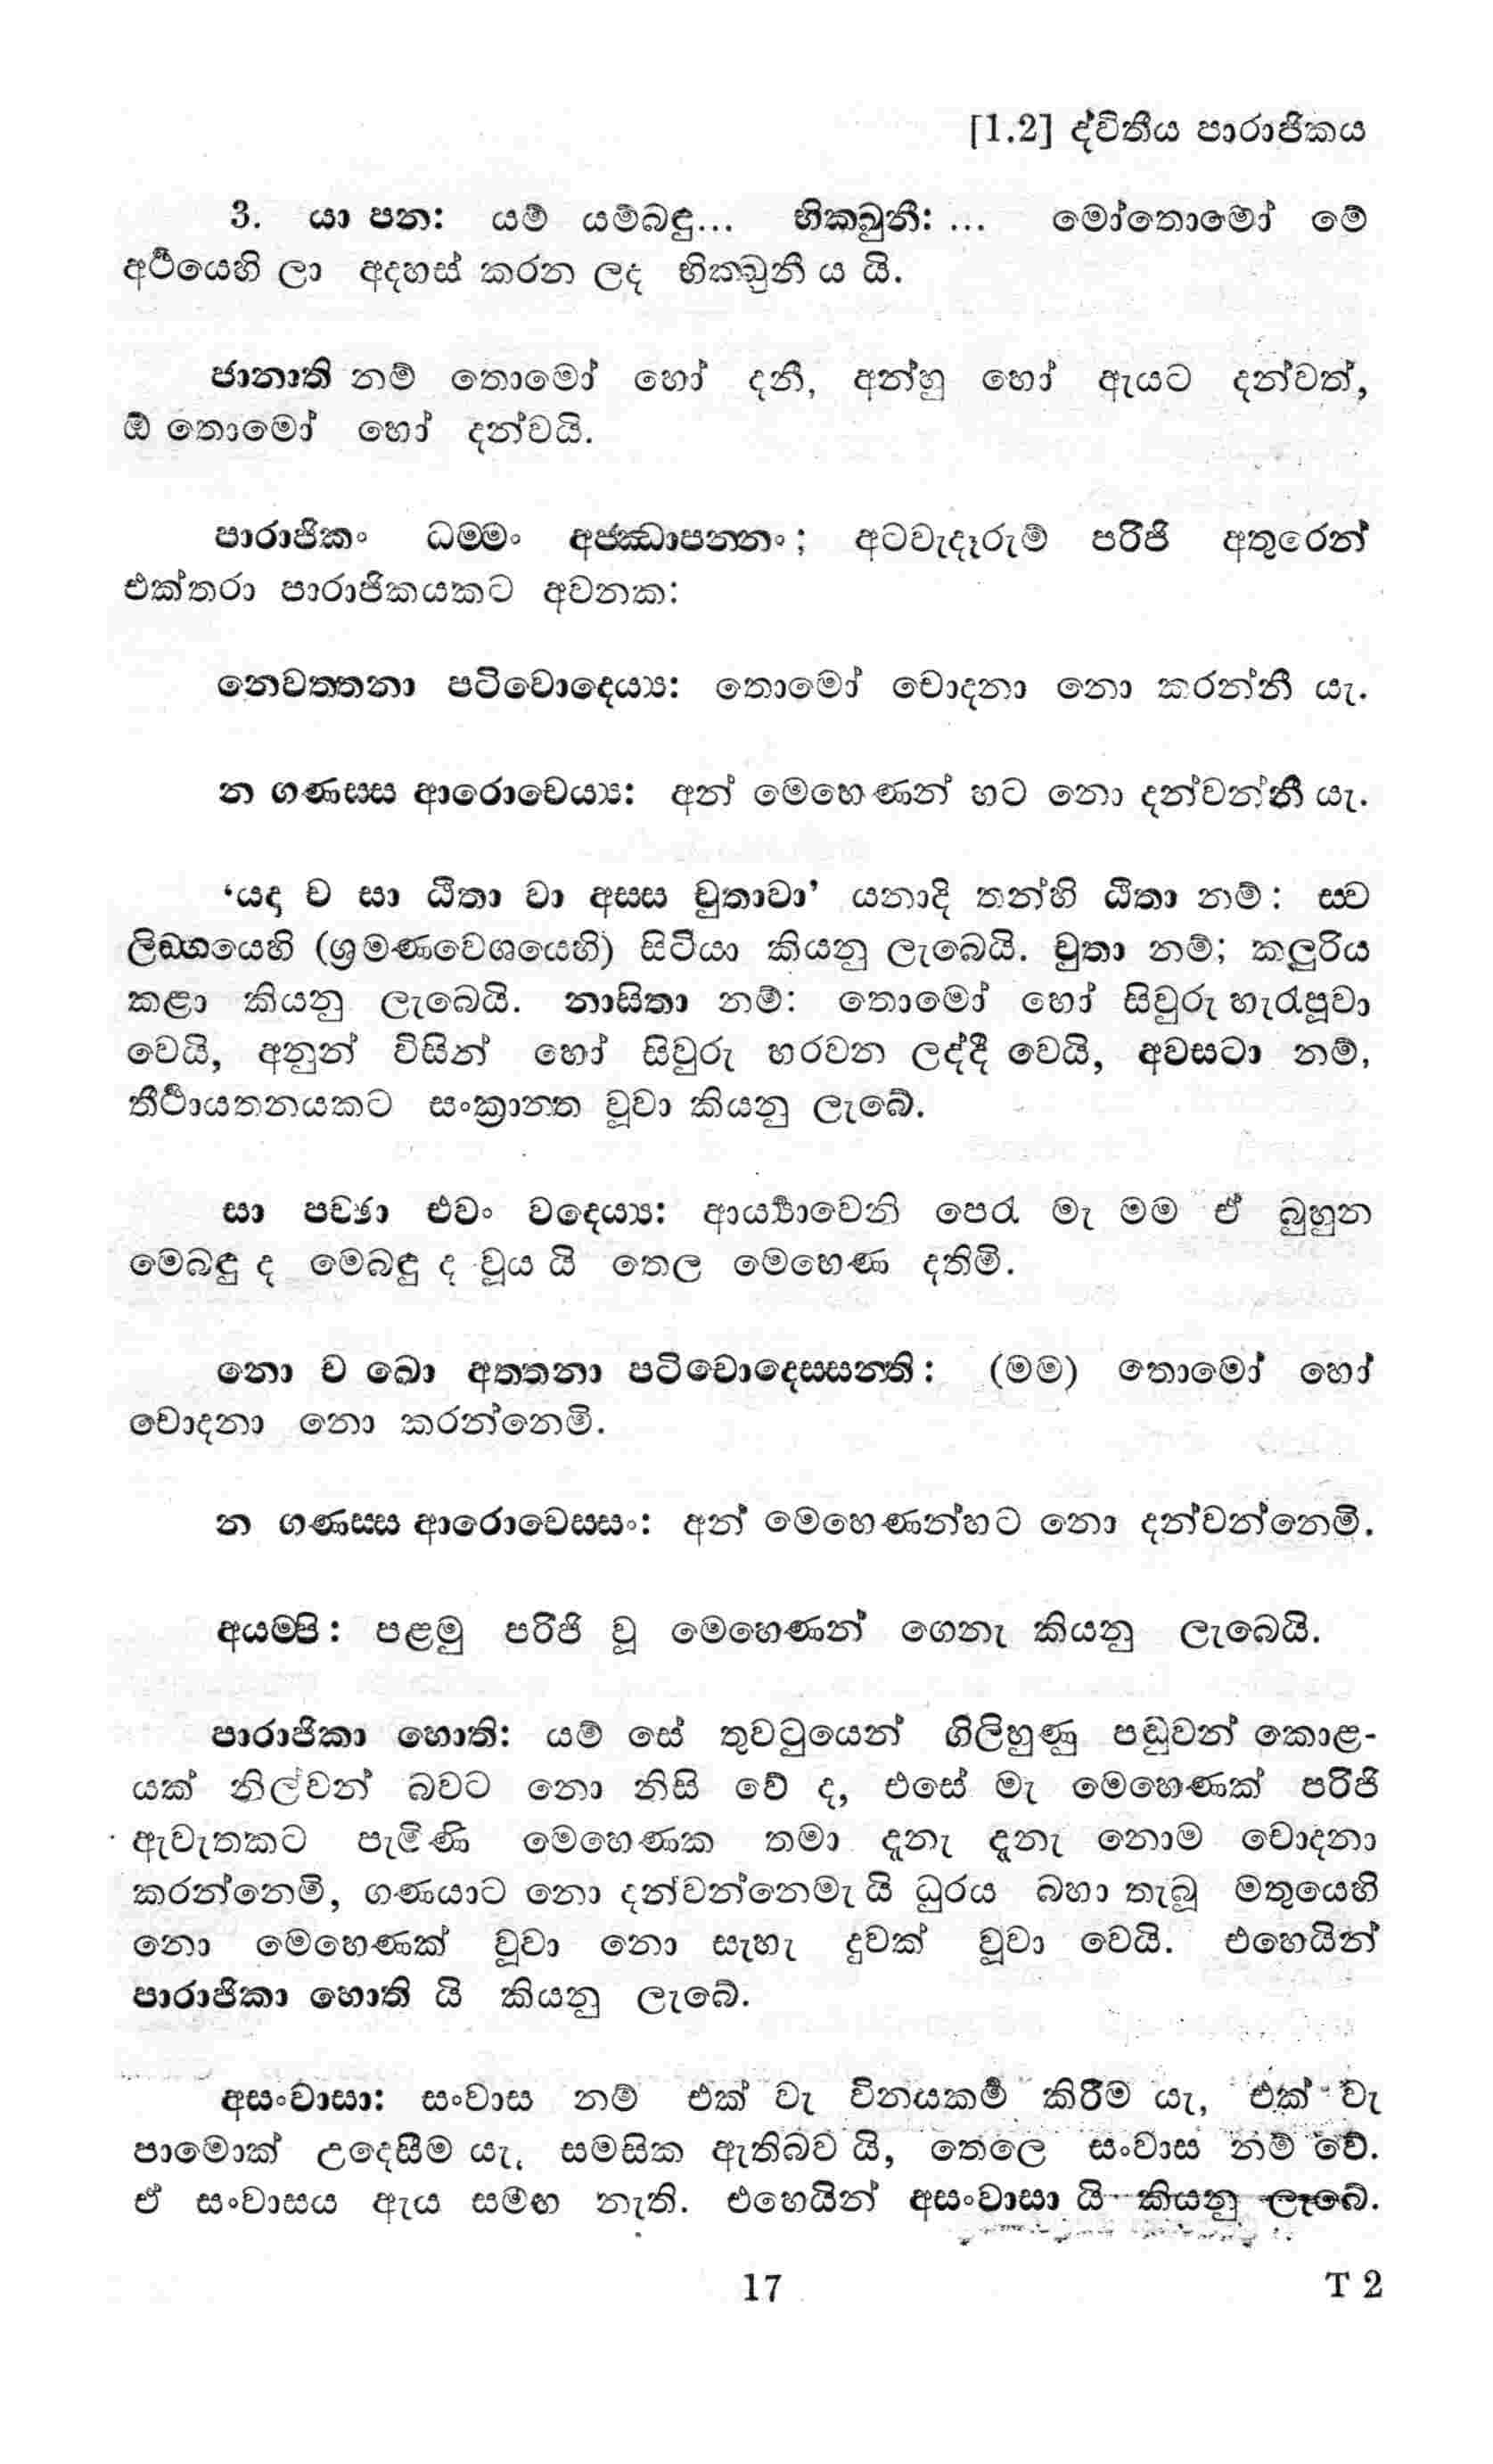 [1.2] ද්විතීය පාරාජිකය
3. යා පන: යම් යම්බඳු... භික්ඛුනී: ... මෝතොමෝ මේ
අර්ථයෙහි ලා අදහස් කරන ලද භික්ඛුනී ය යි.
ජානාති නම් තොමෝ හෝ දනී, අන්හු හෝ ඇයට දන්වත්,
ඕ තොමෝ හෝ දන්වයි.
පාරාජිකං ධම්මං අජ්ඣාපන්නං; අටවැදෑරුම් පරිජි අතුරෙන්
එක්තරා පාරාජිකයකට අවනක:
නෙවත්තනා පටිචොදෙය්‍ය: තොමෝ චොදනා නො කරන්නී යැ.
න ගණස්ස ආරොචෙය්‍ය: අන් මෙහෙණන් හට නො දන්වන්නී යැ.
‘යදා ච සා ඨිතා වා අස්ස චුතාවා’ යනාදි තන්හි ඨිතා නම්: ස්ව
ලිඞ්ගයෙහි (ශ්‍රමණවෙශයෙහි) සිටියා කියනු ලැබෙයි. චුතා නම්; කලුරිය
කළා කියනු ලැබෙයි. නාසිතා නම්: තොමෝ හෝ සිවුරු හැරැපූවා
වෙයි, අනුන් විසින් හෝ සිවුරු හරවන ලද්දී වෙයි, අවසටා නම්,
තීර්ථායතනයකට සංක්‍රාන්ත වූවා කියනු ලැබේ.
සා පච්ඡා එවං වදෙය්‍ය: ආර්‍ය්‍යාවෙනි පෙරැ මැ මම ඒ බුහුන
මෙබඳු ද මෙබඳු ද වූය යි තෙල මෙහෙණ දනිමි.
නො ච ඛො අත්තනා පටිචොදෙස්සන්ති: (මම) තොමෝ හෝ
චොදනා නො කරන්නෙමි.
න ගණස්ස ආරොචෙස්සං: අන් මෙහෙණන්හට නො දන්වන්නෙමි.
අයම්පි: පළමු පරිජි වූ මෙහෙණන් ගෙනැ කියනු ලැබෙයි.
පාරාජිකා හොති: යම් සේ තුවටුයෙන් ගිලිහුණු පඬුවන් කොළ-
යක් නිල්වන් බවට නො නිසි වේ ද, එසේ මැ මෙහෙණක් පරිජි
ඇවැතකට පැමිණි මෙහෙණක තමා දැනැ දැනැ නොම චොදනා
කරන්නෙමි, ගණයාට නො දන්වන්නෙමැ යි ධුරය බහා තැබූ මතුයෙහි
නො මෙහෙණක් වූවා නො සැහැ දුවක් වූවා වෙයි. එහෙයින්
පාරාජිකා හොති යි කියනු ලැබේ.
අසංවාසා: සංවාස නම් එක් වැ විනයකර්ම කිරීම යැ, එක් වැ
පාමොක් උදෙසීම යැ, සමසික ඇතිබව යි, තෙලෙ සංවාස නම් වේ.
ඒ සංවාසය ඇය සමඟ නැති. එහෙයින් අසංවාසා යි කියනු ලැබේ.
17
T 2